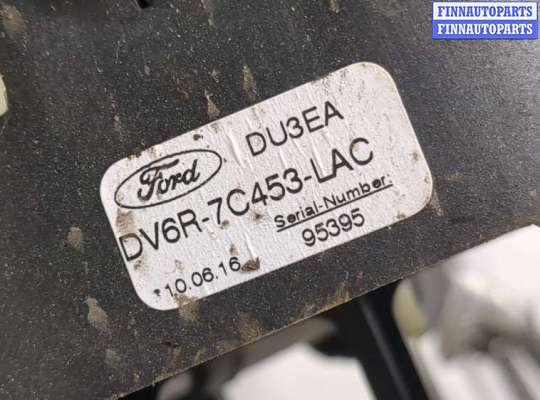 FINNAUTOPARTS
FINNAUTOPARTS
Ford
DU3EA
DV6R-7C453-LAC
Serial-Number:
10.06.16
95395